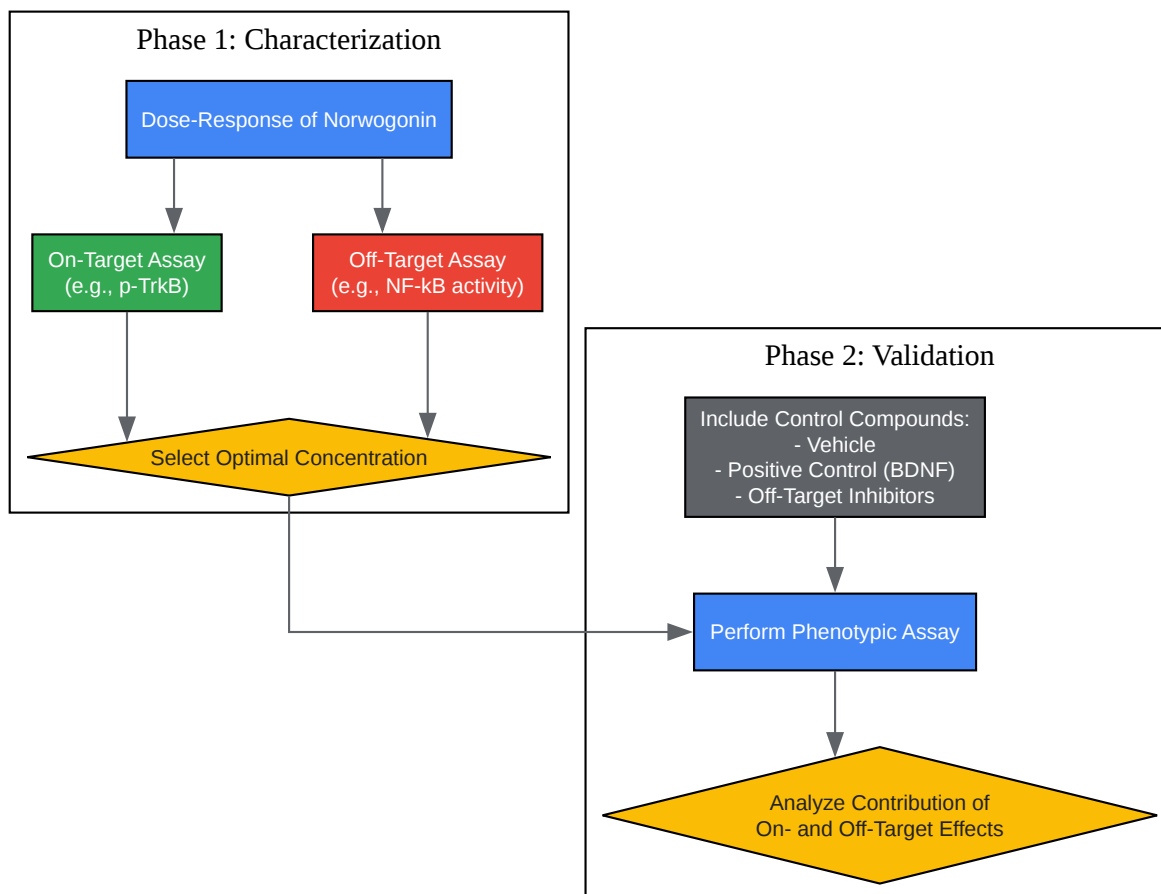 Phase 1: Characterization
Dose-Response of Norwogonin
On-Target Assay
(e.g., p-TrkB)
Off-Target Assay
(e.g., NF-kB activity)
Select Optimal Concentration
Phase 2: Validation
Include Control Compounds:
- Vehicle
- Positive Control (BDNF)
- Off-Target Inhibitors
Perform Phenotypic Assay
Analyze Contribution of
On- and Off-Target Effects